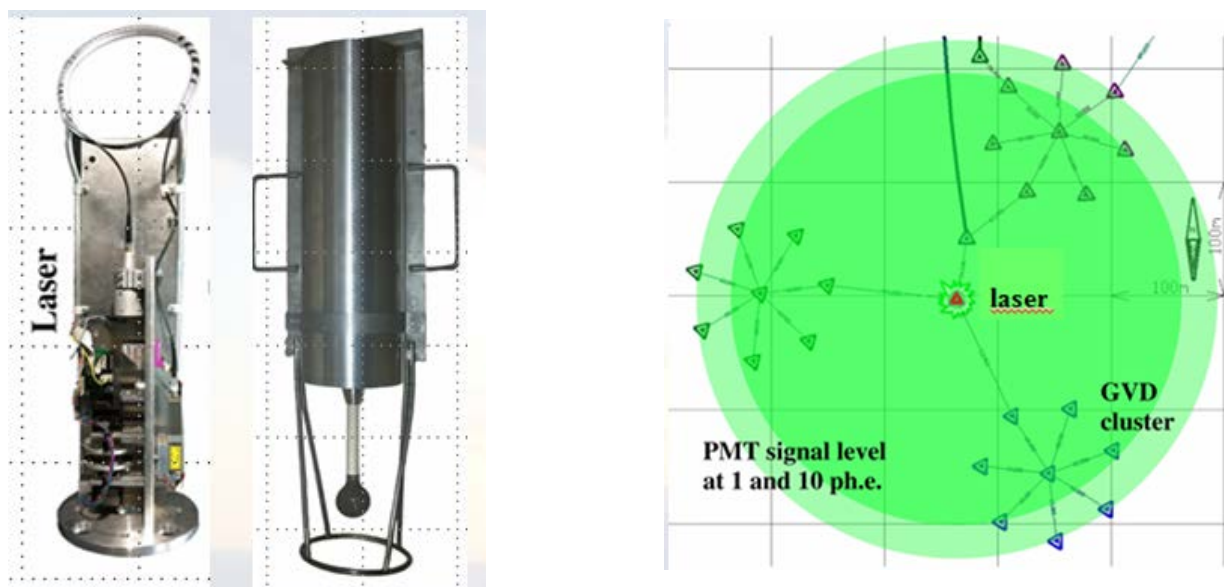 Laser
laser
100m
100m
GVD
cluster
PMT signal level
at 1 and 10 ph.e.